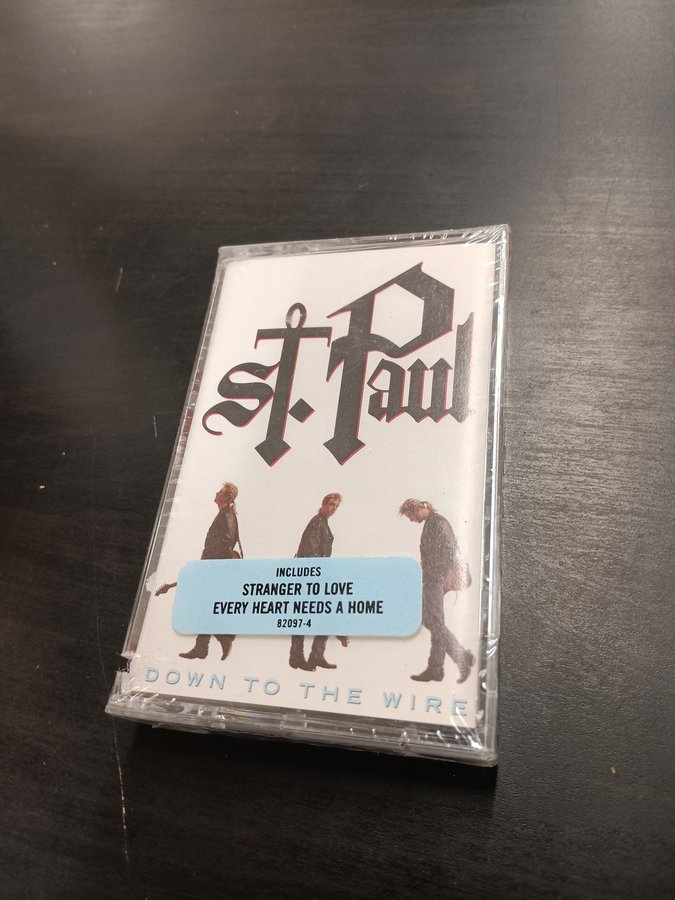 st. Paul
INCLUDES
STRANGER TO LOVE
EVERY HEART NEEDS A HOME
82097-4
DOWN TO THE WIRE